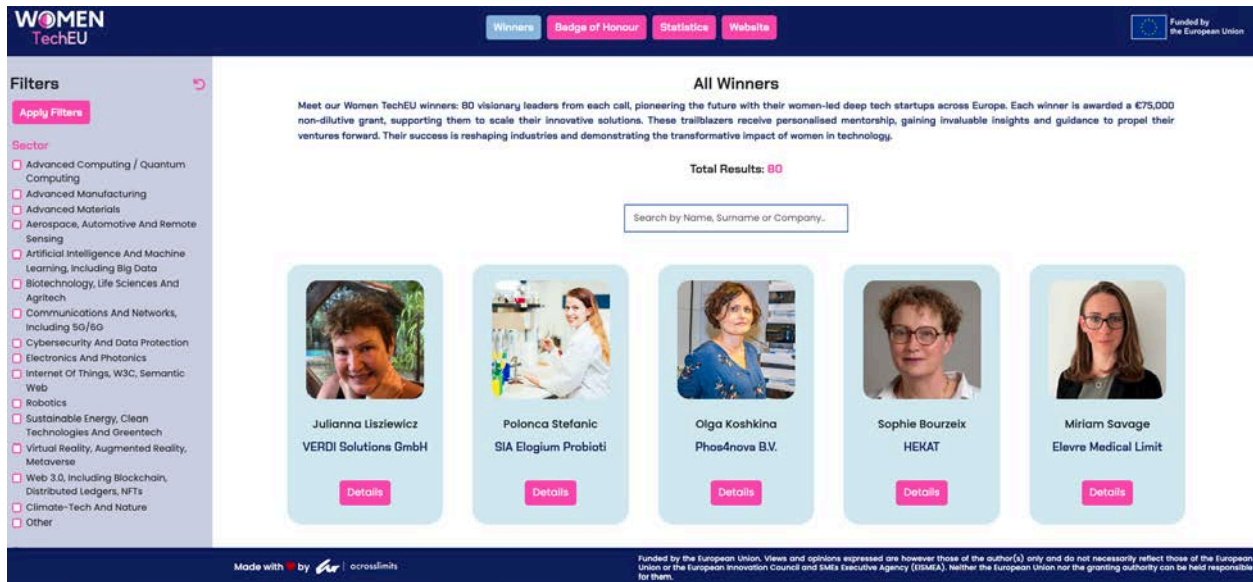 WOMEN
TechEU
Winners
Badge of Honour
Statistics
Website
Funded by
the European Union
Filters
Apply Filters
Sector
Advanced Computing / Quantum
Computing
Advanced Manufacturing
Advanced Materials
Aerospace, Automotive And Remote
Sensing
Artificial Intelligence And Machine
Learning, Including Big Data
Biotechnology, Life Sciences And
Agritech
Communications And Networks,
Including 5G/6G
Cybersecurity And Data Protection
Electronics And Photonics
Internet Of Things, W3C, Semantic
Web
Robotics
Sustainable Energy, Clean
Technologies And Greentech
Virtual Reality, Augmented Reality,
Metaverse
Web 3.0, Including Blockchain,
Distributed Ledgers, NFTs
Climate-Tech And Nature
Other
All Winners
Meet our Women TechEU winners: 80 visionary leaders from each call, pioneering the future with their women-led deep tech startups across Europe. Each winner is awarded a €75,000
non-dilutive grant, supporting them to scale their innovative solutions. These trailblazers receive personalised mentorship, gaining invaluable insights and guidance to propel their
ventures forward. Their success is reshaping industries and demonstrating the transformative impact of women in technology.
Total Results: 80
Search by Name, Surname or Company..
Julianna Lisziewicz
VERDI Solutions GmbH
Details
Polonca Stefanic
SIA Elogium Probioti
Details
Olga Koshkina
Phos4nova B.V.
Details
Sophie Bourzeix
HEKAT
Details
Miriam Savage
Elevre Medical Limit
Details
Made with by acrosslimits
Funded by the European Union. Views and opinions expressed are however those of the author(s) only and do not necessarily reflect those of the European
Union or the European Innovation Council and SMEs Executive Agency (EISMEA). Neither the European Union nor the granting authority can be held responsible
for them.